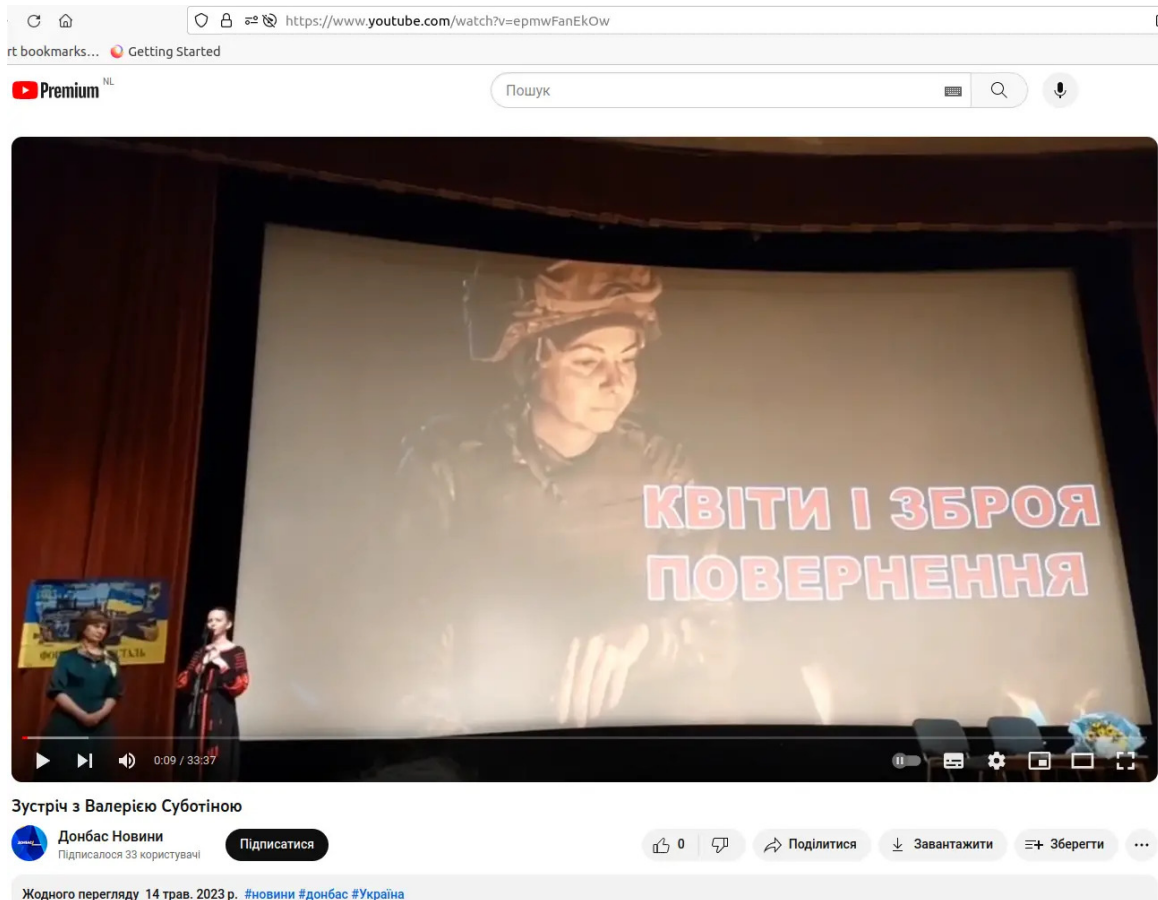 https://www.youtube.com/watch?v=epmwFanEkOw
rt bookmarks... Getting Started
Premium NL
Пошук
КВІТИ І ЗБРОЯ
ПОВЕРНЕННЯ
0:09 / 33:37
Зустріч з Валерією Суботіною
Донбас Новини
Підписалося 33 користувачі
Підписатися
0
Поділитися
Завантажити
Зберегти
Жодного перегляду 14 трав. 2023 р. #новини #донбас #Україна